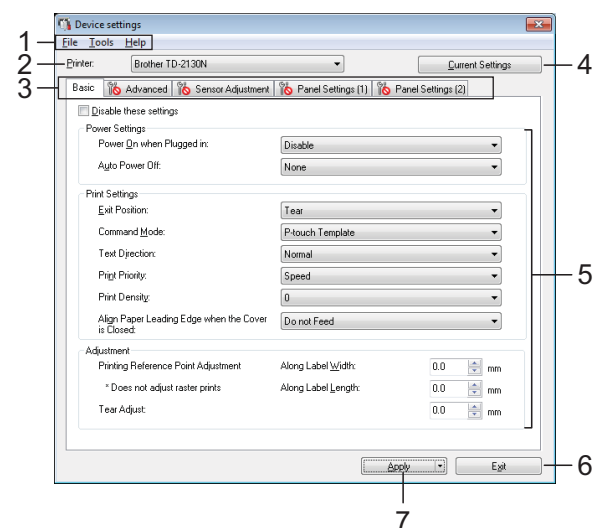 Device settings
1 File Tools Help
2 Printer: Brother TD-2130N Current Settings 4
3 Basic Advanced Sensor Adjustment Panel Settings (1) Panel Settings (2)
Disable these settings
Power Settings
Power On when Plugged in: Disable
Auto Power Off: None
Print Settings
Exit Position: Tear
Command Mode: P-touch Template
Text Direction: Normal
Print Priority: Speed
Print Density: 0
Align Paper Leading Edge when the Cover
is Closed: Do not Feed
5
Adjustment
Printing Reference Point Adjustment Along Label Width: 0.0 mm
* Does not adjust raster prints Along Label Length: 0.0 mm
Tear Adjust: 0.0 mm
Apply Exit 6
7